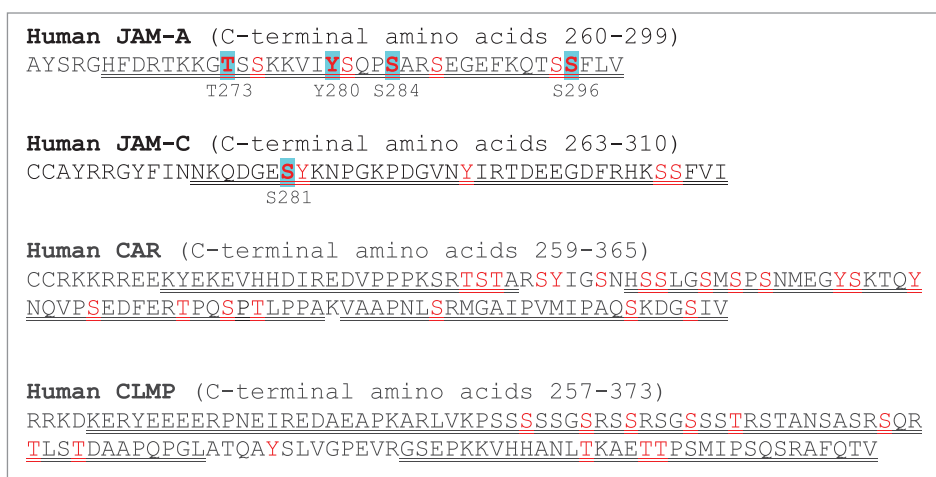 Human JAM-A (C-terminal amino acids 260-299)
AYSRGHFDRTKKGTSSKKVIYSQPSARSEGEFKQTSSFLV
T273 Y280 S284 S296
Human JAM-C (C-terminal amino acids 263-310)
CCAYRRGYFINNKQDGESYKNPGKPDGVNYIRTDEEGDFRHKSSFVI
S281
Human CAR (C-terminal amino acids 259-365)
CCRKKRREEKYEKEVHHDIREDVPPPKSRTSTARSYIGSNHSSLGSMSPSNMEGYSKTQY
NQVPSEDFERTPQSPTLPPAKVAAPNLSRMGAIPVMIPAQSKDGSIV
Human CLMP (C-terminal amino acids 257-373)
RRKDKERYEEEERPNEIREDAEAPKARLVKPSSSSSGSRSSRSGSSSTRSTANSASRSQR
TLSTDAAPQPGLATQAYSLVGPEVRGSEPKKVHHANLTKAETTPSMIPSQSRAFQTV